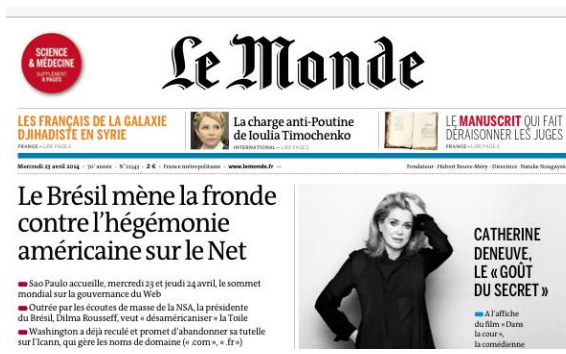 SCIENCE
& MÉDECINE
SUPPLÉMENT
8 PAGES
Le Monde
LES FRANÇAIS DE LA GALAXIE
DJIHADISTE EN SYRIE
FRANCE – LIRE PAGE
La charge anti-Poutine
de Ioulia Timochenko
INTERNATIONAL – LIRE PAGE 2
LE MANUSCRIT QUI FAIT
DÉRAISONNER LES JUGES
FRANCE – LIRE PAGE
Mercredi 23 avril 2014 - 70e année - N°21543 - 2 € - France métropolitaine - www.lemonde.fr —
Fondateur : Hubert Beuve-Méry - Directrice : Natalie Nougayrè
Le Brésil mène la fronde
contre l'hégémonie
américaine sur le Net
Sao Paulo accueille, mercredi 23 et jeudi 24 avril, le sommet
mondial sur la gouvernance du Web
Outrée par les écoutes de masse de la NSA, la présidente
du Brésil, Dilma Rousseff, veut « désaméricaniser » la Toile
Washington a déjà reculé et promet d'abandonner sa tutelle
sur l'Icann, qui gère les noms de domaine (« .com », « .fr »)
CATHERINE
DENEUVE,
LE « GOÛT
DU SECRET »
A l'affiche
du film « Dans
la cour »,
la comédienne